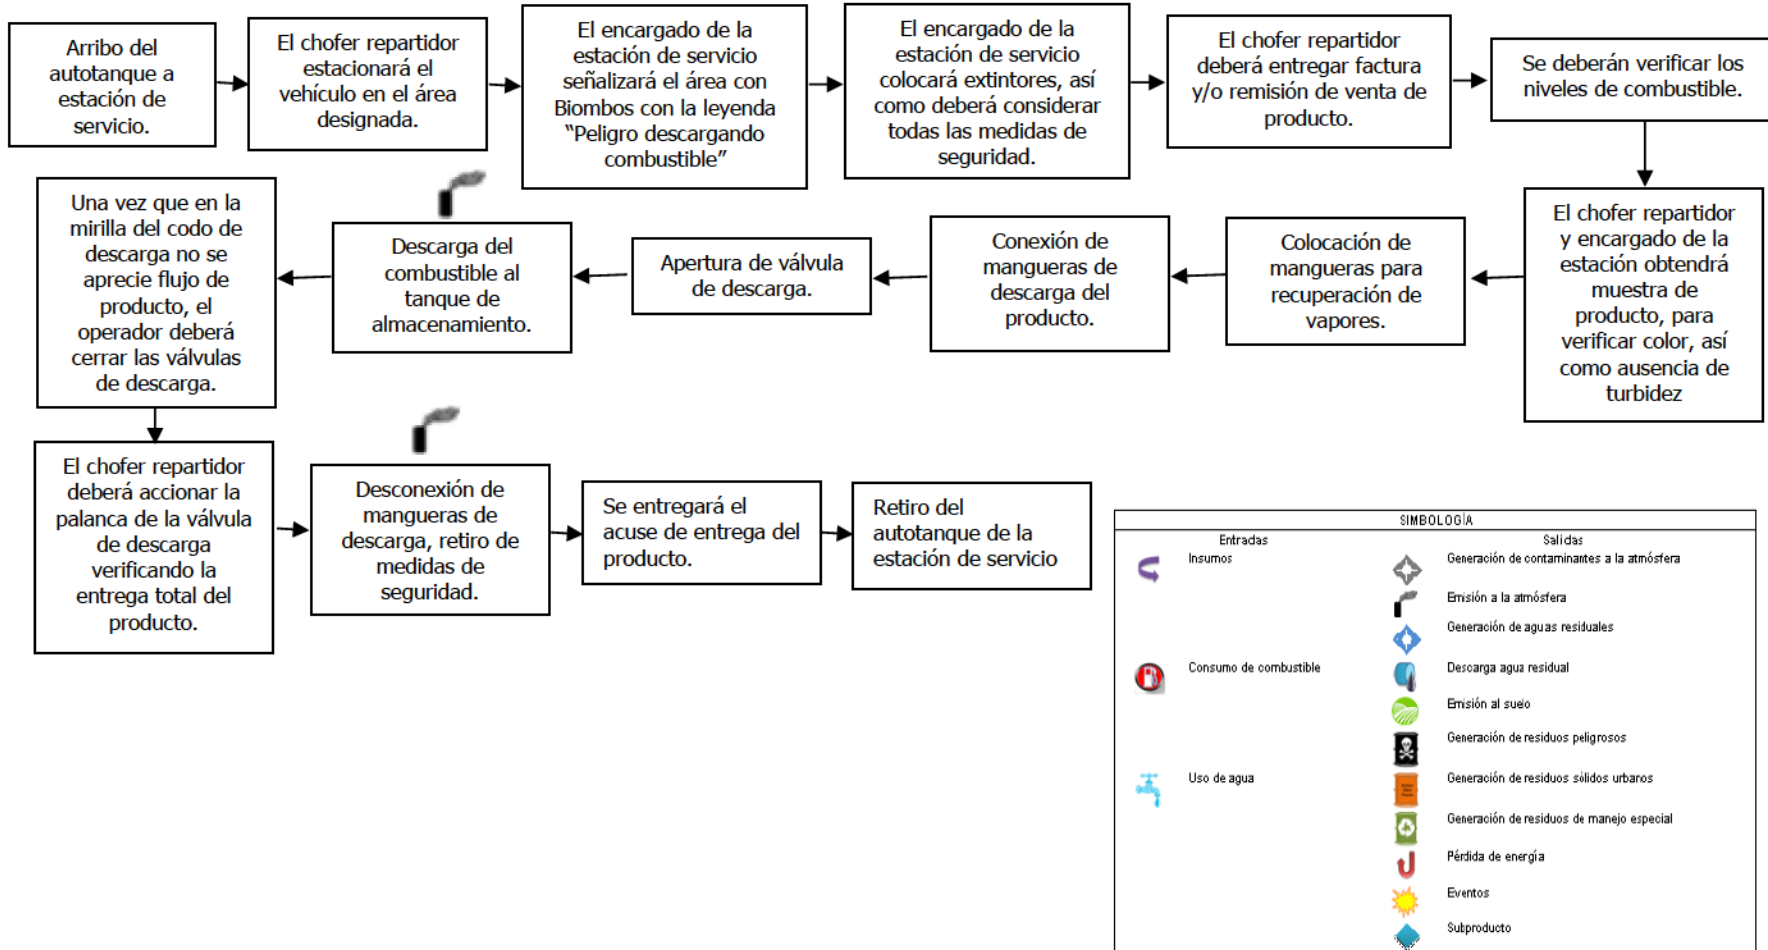 Arribo del
autotanque a
estación de
servicio.
El chofer repartidor
estacionará el
vehículo en el área
designada.
El encargado de la
estación de servicio
señalizará el área con
Biombos con la leyenda
“Peligro descargando
combustible”
El encargado de la
estación de servicio
colocará extintores, así
como deberá considerar
todas las medidas de
seguridad.
El chofer repartidor
deberá entregar factura
y/o remisión de venta de
producto.
Se deberán verificar los
niveles de combustible.
El chofer repartidor
y encargado de la
estación obtendrá
muestra de
producto, para
verificar color, así
como ausencia de
turbidez
Colocación de
mangueras para
recuperación de
vapores.
Conexión de
mangueras de
descarga del
producto.
Apertura de válvula
de descarga.
Descarga del
combustible al
tanque de
almacenamiento.
Una vez que en la
mirilla del codo de
descarga no se
aprecie flujo de
producto, el
operador deberá
cerrar las válvulas
de descarga.
El chofer repartidor
deberá accionar la
palanca de la válvula
de descarga
verificando la
entrega total del
producto.
Desconexión de
mangueras de
descarga, retiro de
medidas de
seguridad.
Se entregará el
acuse de entrega del
producto.
Retiro del
autotanque de la
estación de servicio
SIMBOLOGÍA
Entradas
Salidas
Insumos
Generación de contaminantes a la atmósfera
Emisión a la atmósfera
Generación de aguas residuales
Consumo de combustible
Descarga agua residual
Emisión al suelo
Generación de residuos peligrosos
Uso de agua
Generación de residuos sólidos urbanos
Generación de residuos de manejo especial
Pérdida de energía
Eventos
Subproducto